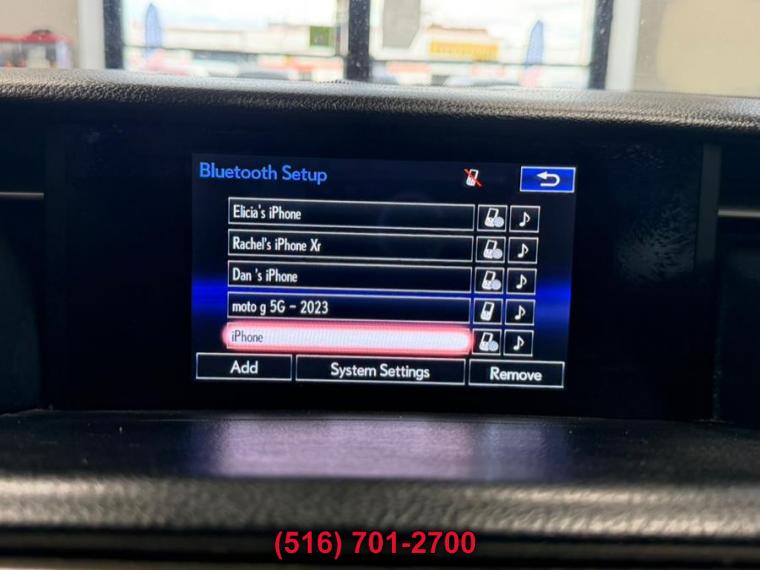 Bluetooth Setup
Elicia's iPhone
Rachel's iPhone Xr
Dan 's iPhone
moto g 5G - 2023
iPhone
Add System Settings Remove
(516) 701-2700